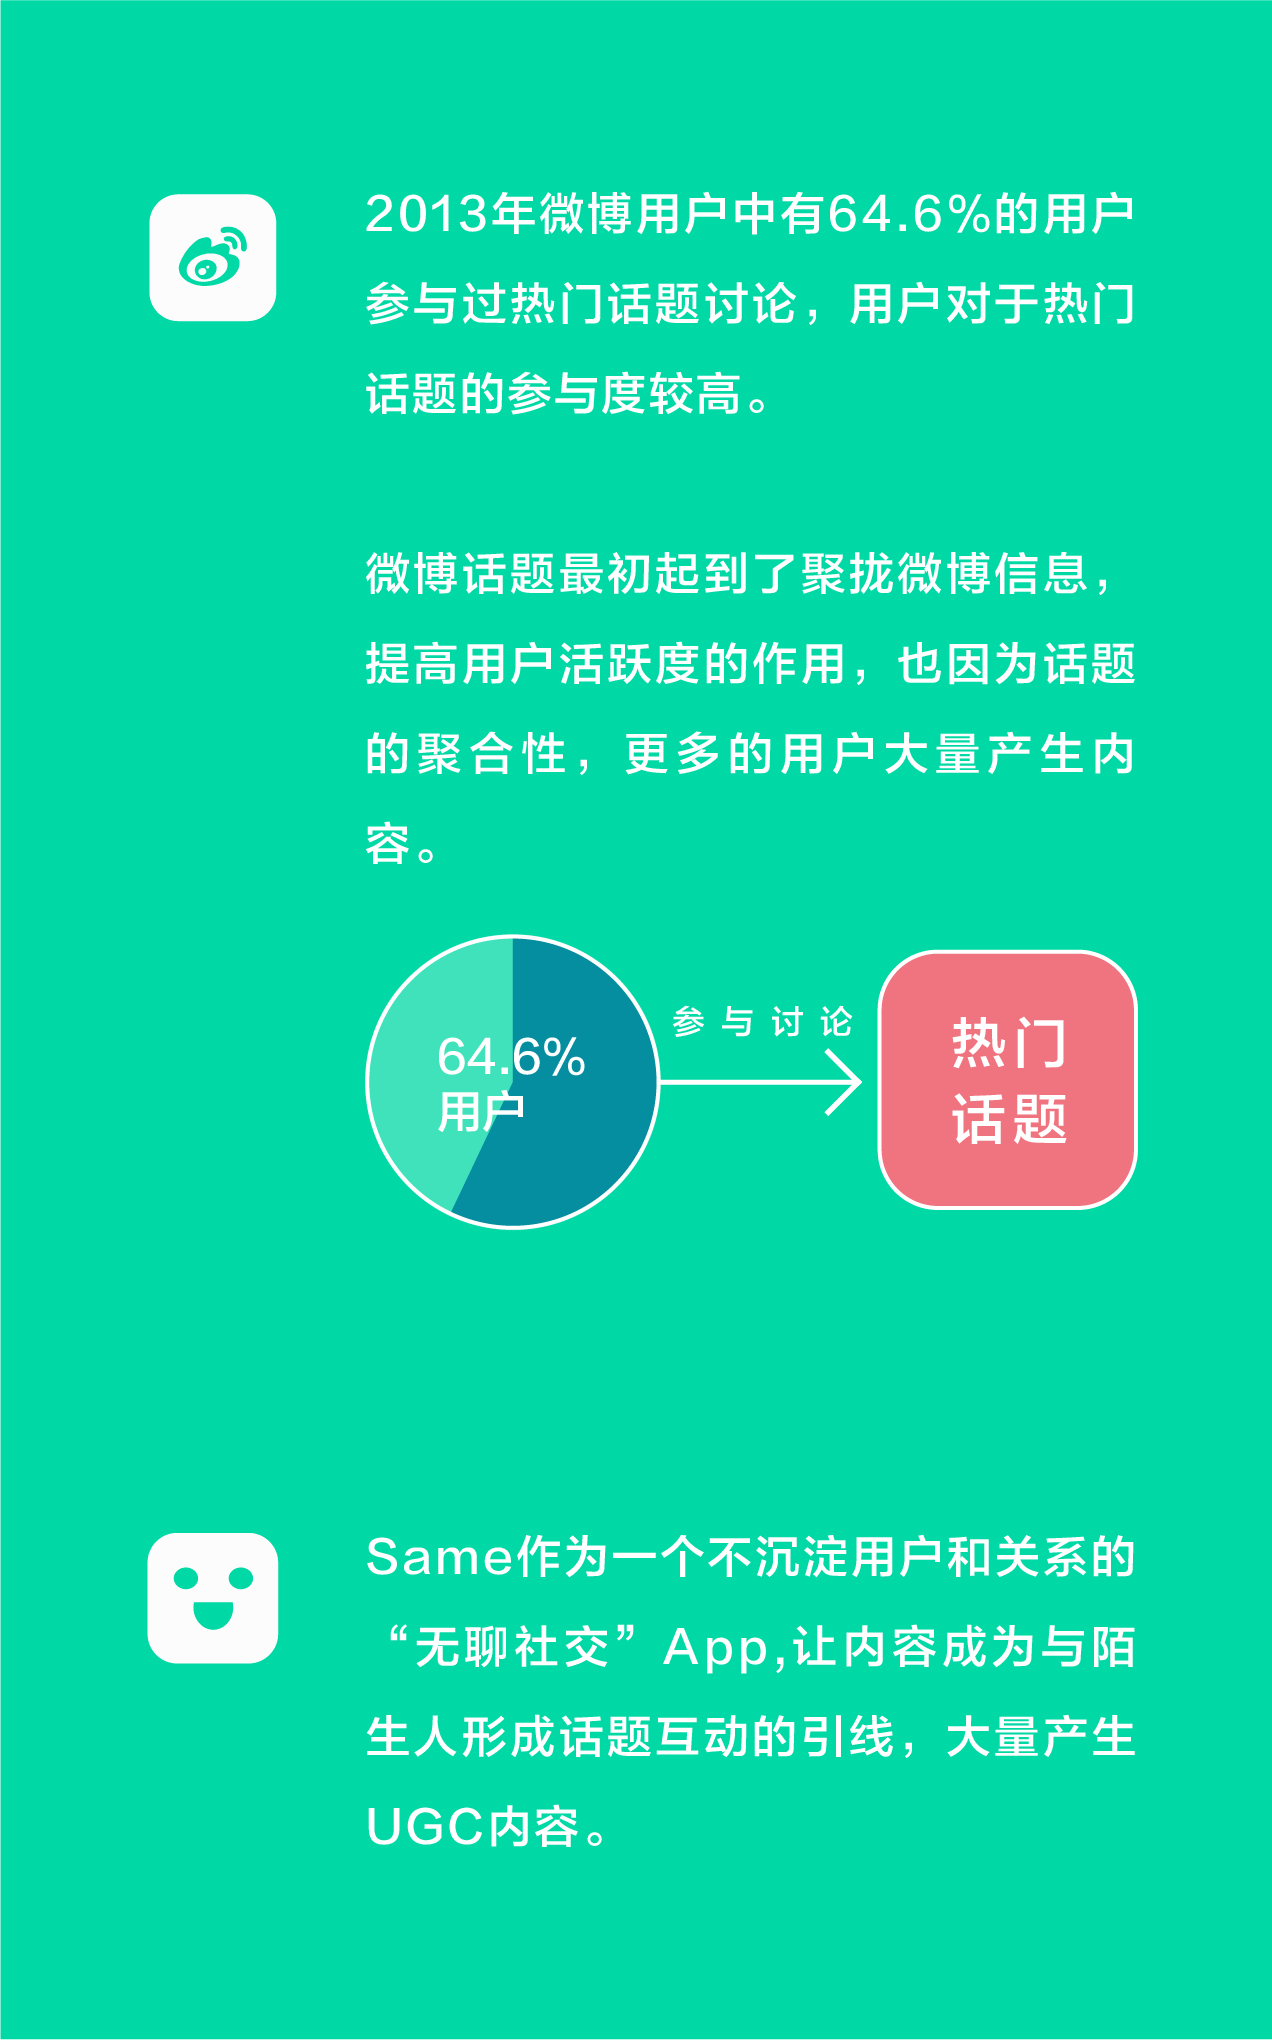 2013年微博用户中有64.6%的用户
参与过热门话题讨论，用户对于热门
话题的参与度较高。
微博话题最初起到了聚拢微博信息，
提高用户活跃度的作用，也因为话题
的聚合性，更多的用户大量产生内
容。
64.6%
用户
参与讨论
热门
话题
Same作为一个不沉淀用户和关系的
“无聊社交”App,让内容成为与陌
生人形成话题互动的引线，大量产生
UGC内容。